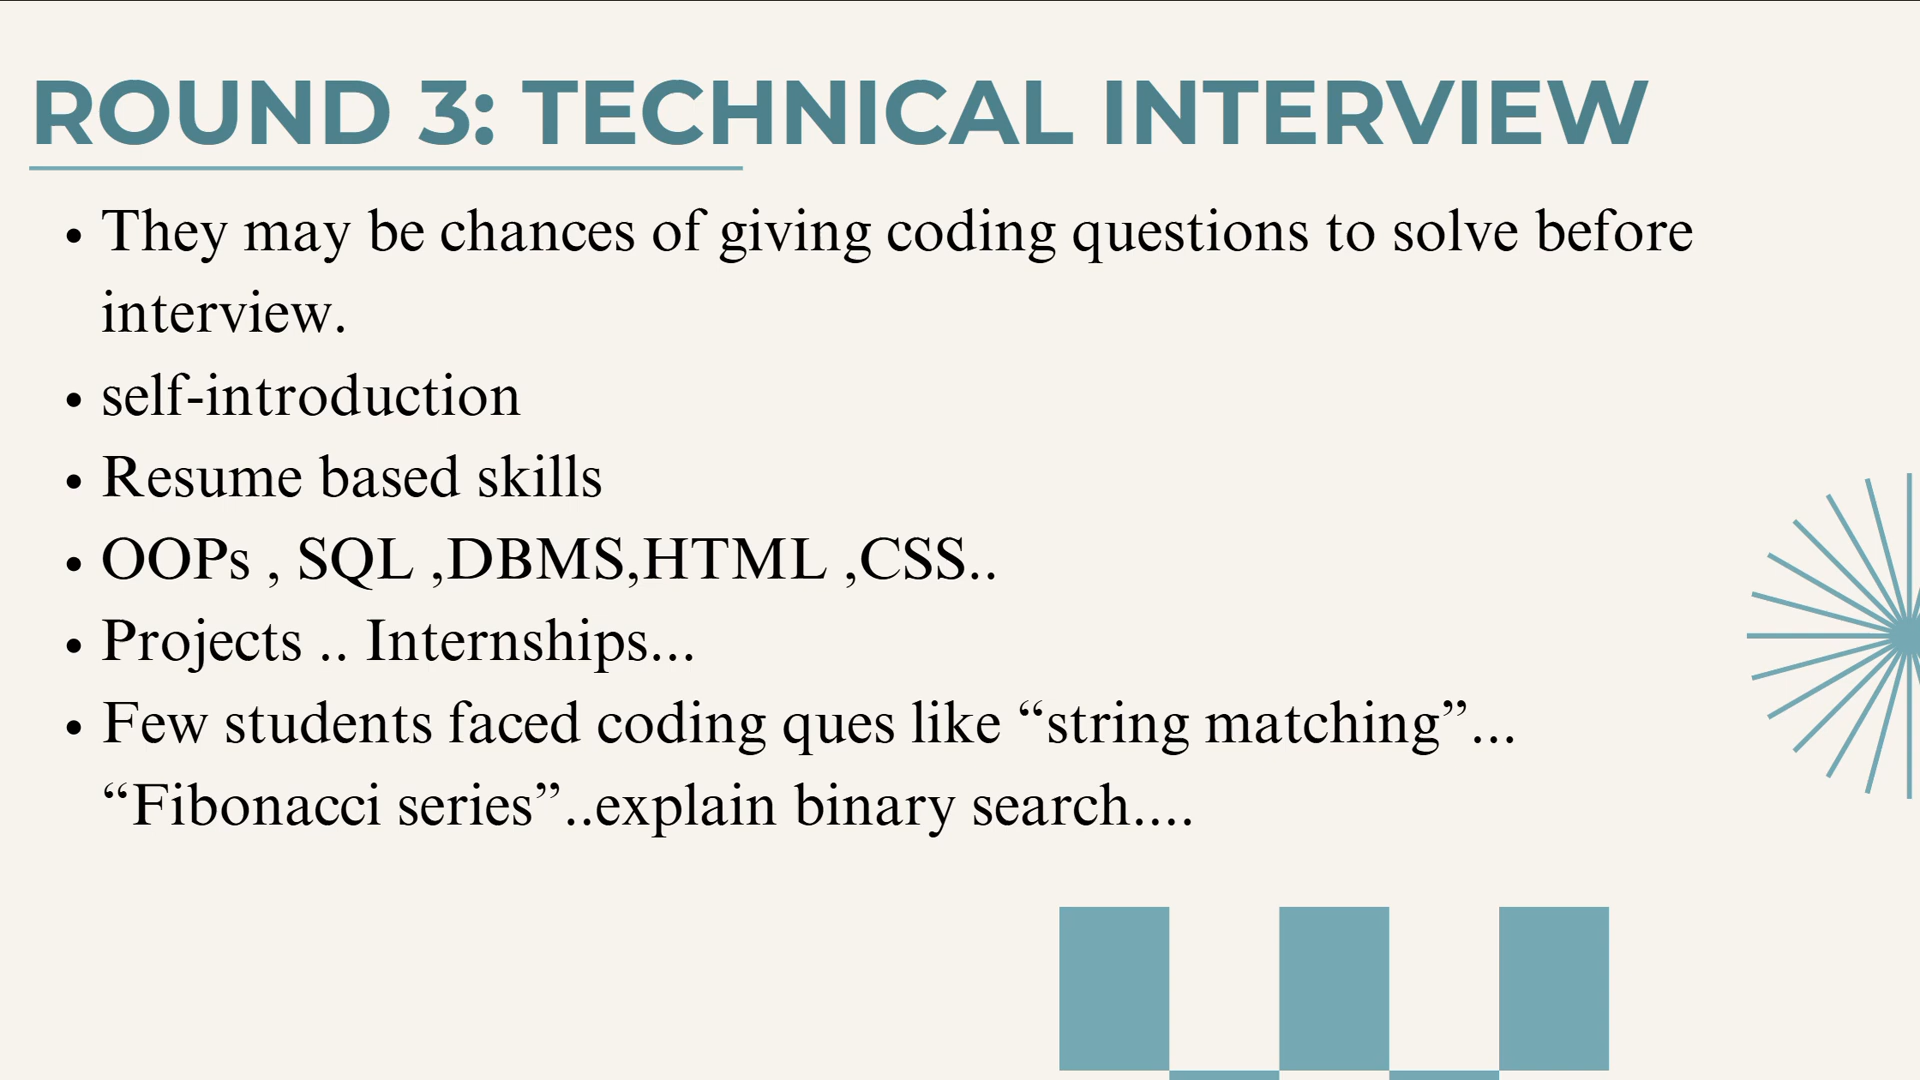 ROUND 3: TECHNICAL INTERVIEW
• They may be chances of giving coding questions to solve before
interview.
• self-introduction
• Resume based skills
• OOPs , SQL ,DBMS,HTML ,CSS..
• Projects .. Internships...
• Few students faced coding ques like “string matching”...
“Fibonacci series”..explain binary search....